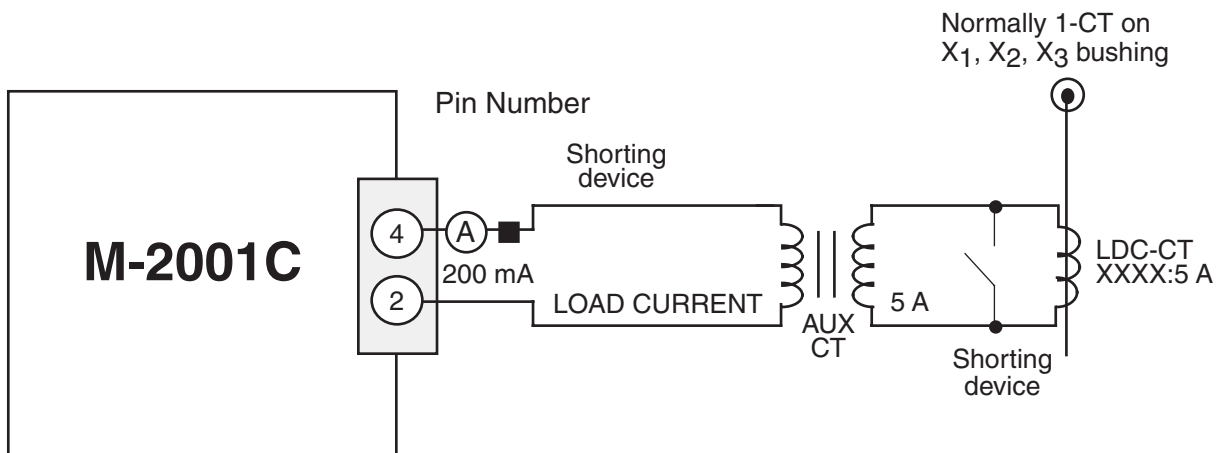 Normally 1-CT on
X1, X2, X3 bushing
Pin Number
Shorting
device
M-2001C
4
A
200 mA
2
LOAD CURRENT
AUX
CT
5 A
LDC-CT
XXXX:5 A
Shorting
device